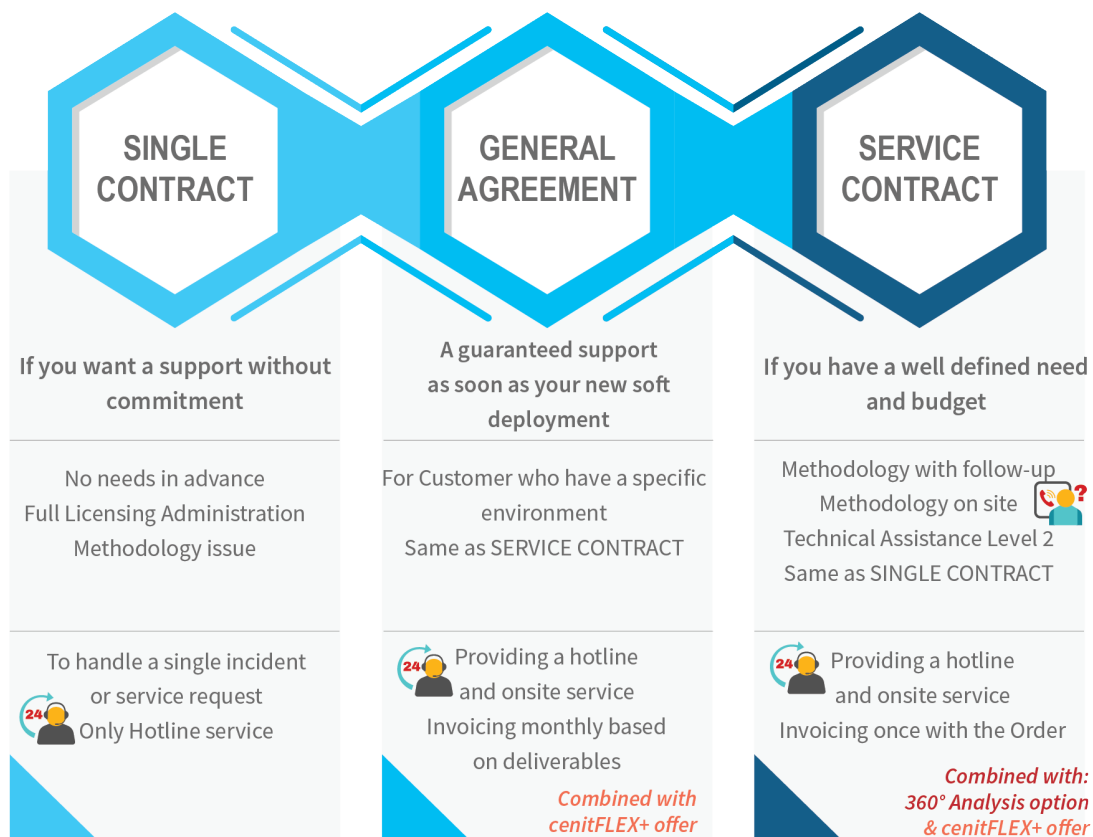 SINGLE
CONTRACT
If you want a support without
commitment
No needs in advance
Full Licensing Administration
Methodology issue
To handle a single incident
or service request
24
Only Hotline service
GENERAL
AGREEMENT
A guaranteed support
as soon as your new soft
deployment
For Customer who have a specific
environment
Same as SERVICE CONTRACT
24
Providing a hotline
and onsite service
Invoicing monthly based
on deliverables
Combined with
cenitFLEX+ offer
SERVICE
CONTRACT
If you have a well defined need
and budget
Methodology with follow-up
Methodology on site
?
Technical Assistance Level 2
Same as SINGLE CONTRACT
24
Providing a hotline
and onsite service
Invoicing once with the Order
Combined with:
360° Analysis option
& cenitFLEX+ offer